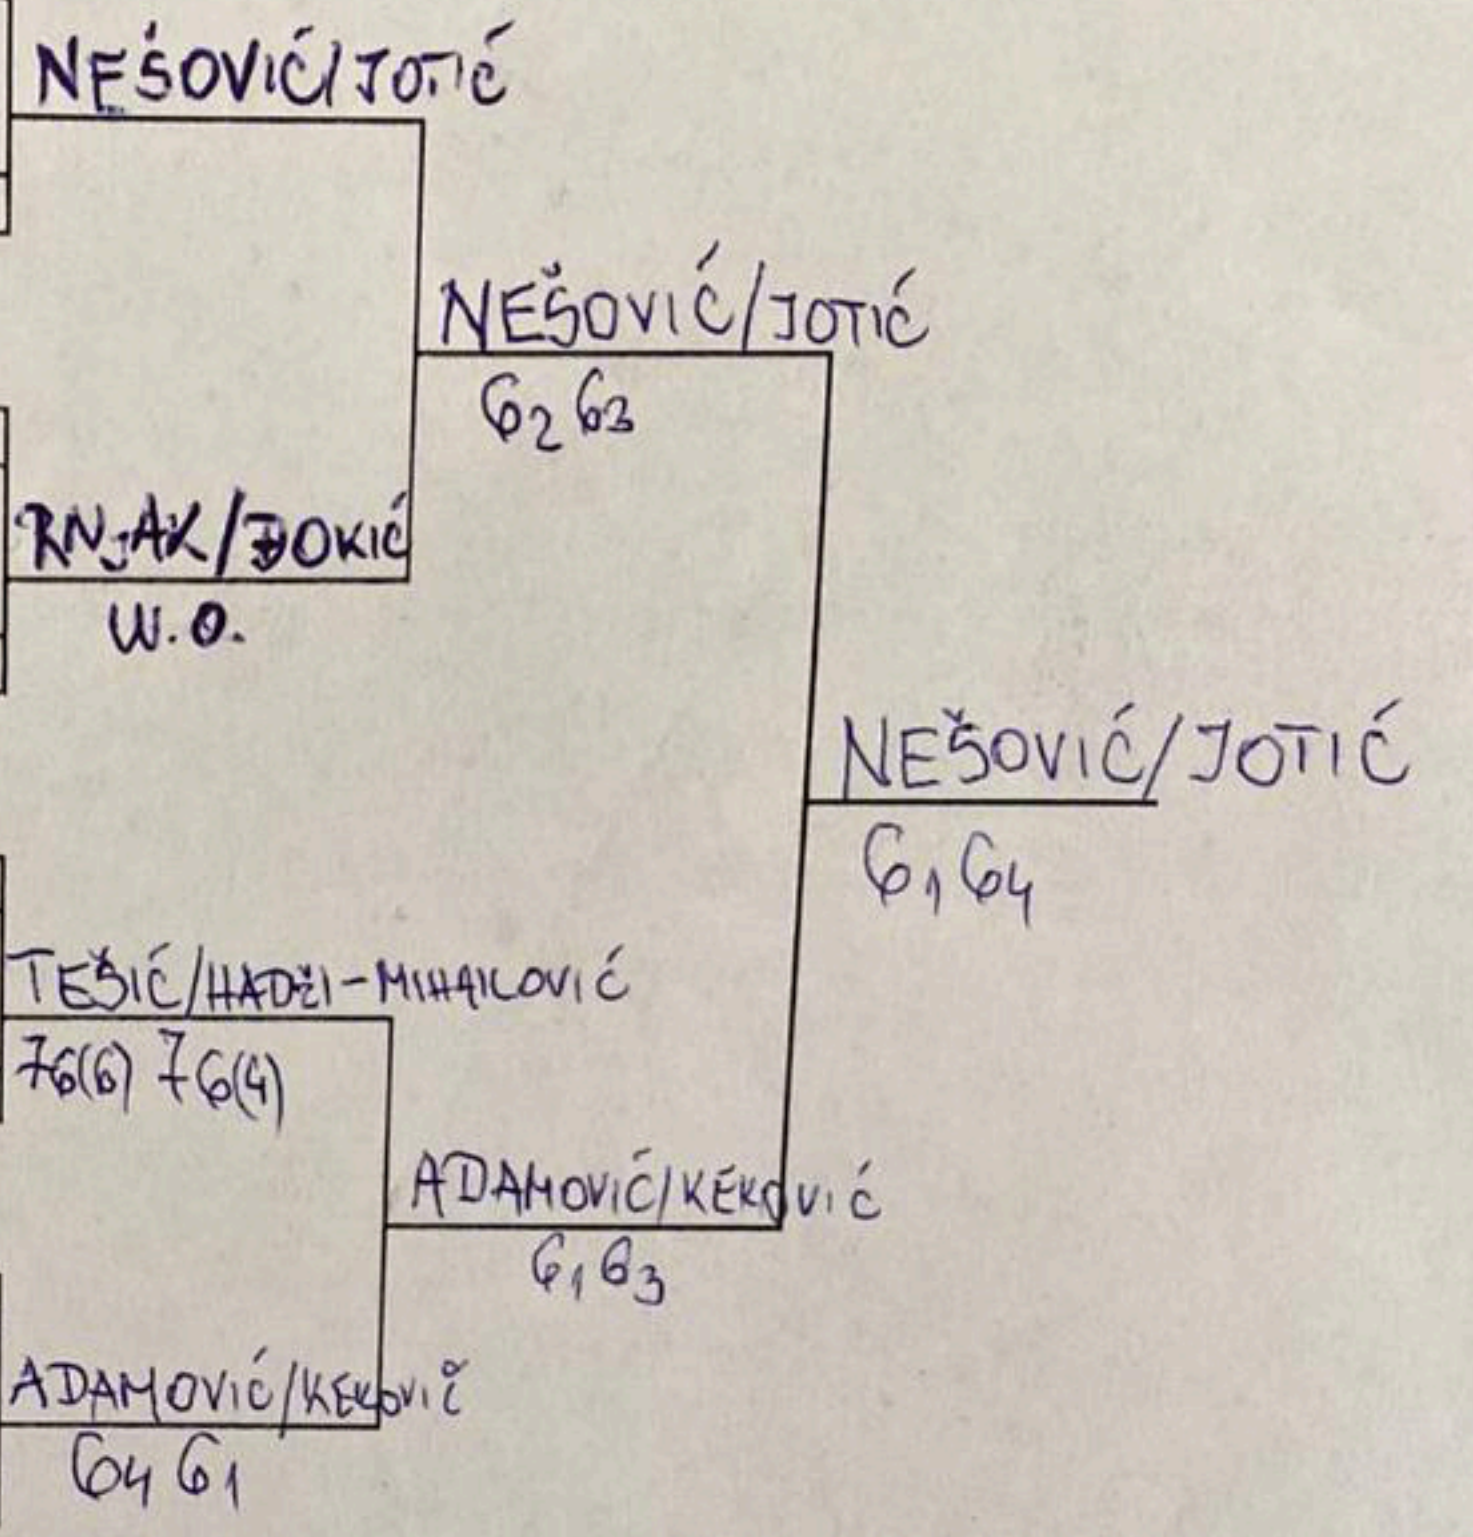 NEŠOVIĆ/JOTIĆ
NEŠOVIĆ/JOTIĆ
62 63
RNJAK/ĐOKIĆ
W.O.
NEŠOVIĆ/JOTIĆ
61 64
TEŠIĆ/HADŽI-MIHAILOVIĆ
76(6) 76(4)
ADAMOVIĆ/KEKOVIĆ
61 63
ADAMOVIĆ/KEKOVIĆ
64 61